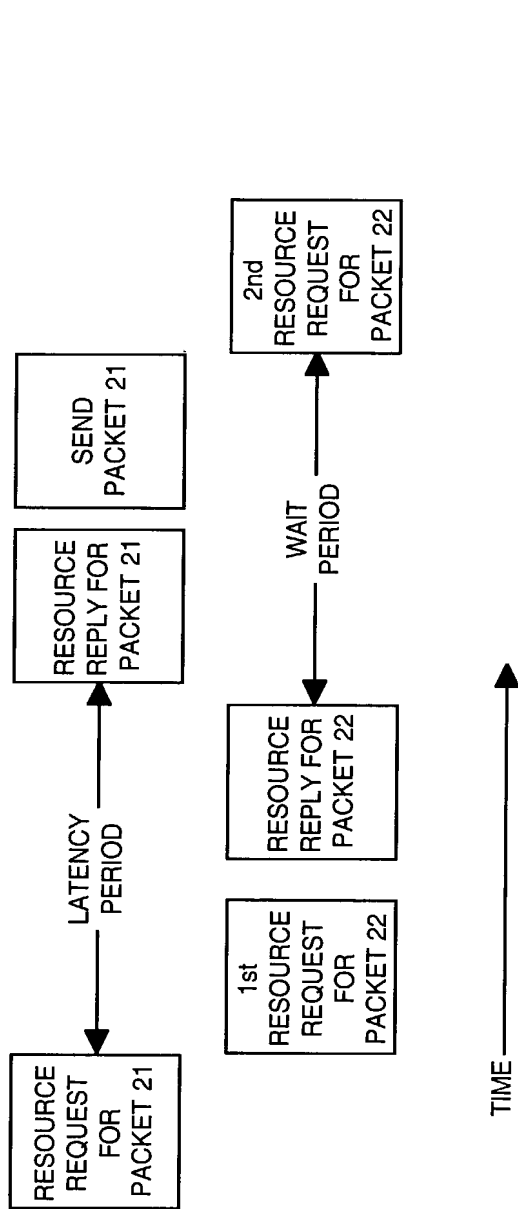 RESOURCE
REQUEST
FOR
PACKET 21
LATENCY
PERIOD
RESOURCE
REPLY FOR
PACKET 21
SEND
PACKET 21
1st
RESOURCE
REQUEST
FOR
PACKET 22
RESOURCE
REPLY FOR
PACKET 22
WAIT
PERIOD
2nd
RESOURCE
REQUEST
FOR
PACKET 22
TIME